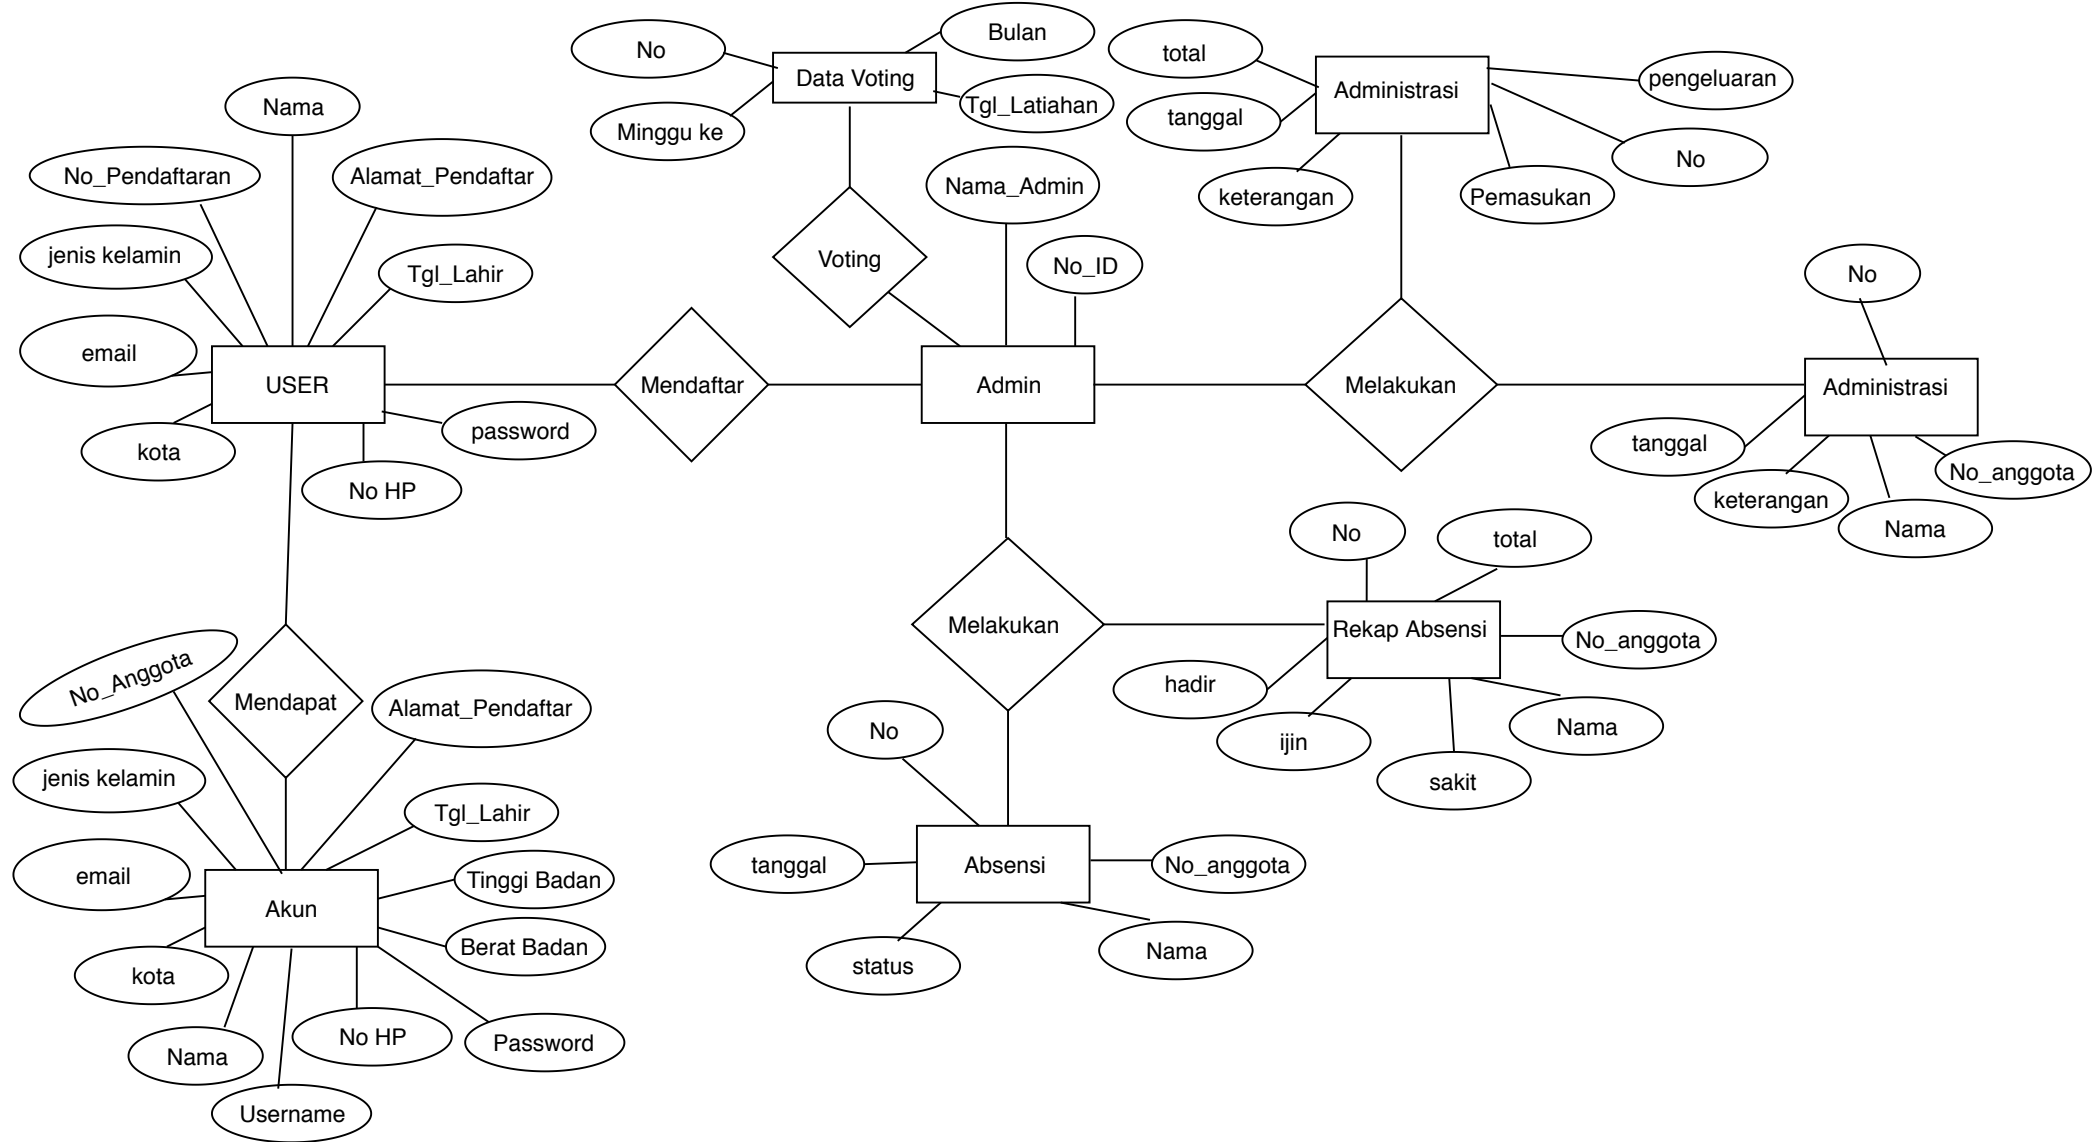 Bulan
No
Data Voting
Tgl_Latiahan
Minggu ke
total
Administrasi
pengeluaran
tanggal
No
keterangan
Pemasukan
Nama
No_Pendaftaran
Alamat_Pendaftar
jenis kelamin
Tgl_Lahir
email
USER
kota
password
No HP
Voting
Nama_Admin
No_ID
Mendaftar
Admin
Melakukan
No
Administrasi
tanggal
keterangan
Nama
No_anggota
Melakukan
No
total
Rekap Absensi
No_anggota
hadir
ijin
sakit
Nama
No
tanggal
Absensi
No_anggota
status
Nama
No_Anggota
Mendapat
Alamat_Pendaftar
jenis kelamin
Tgl_Lahir
email
Akun
Tinggi Badan
Berat Badan
kota
Nama
No HP
Password
Username